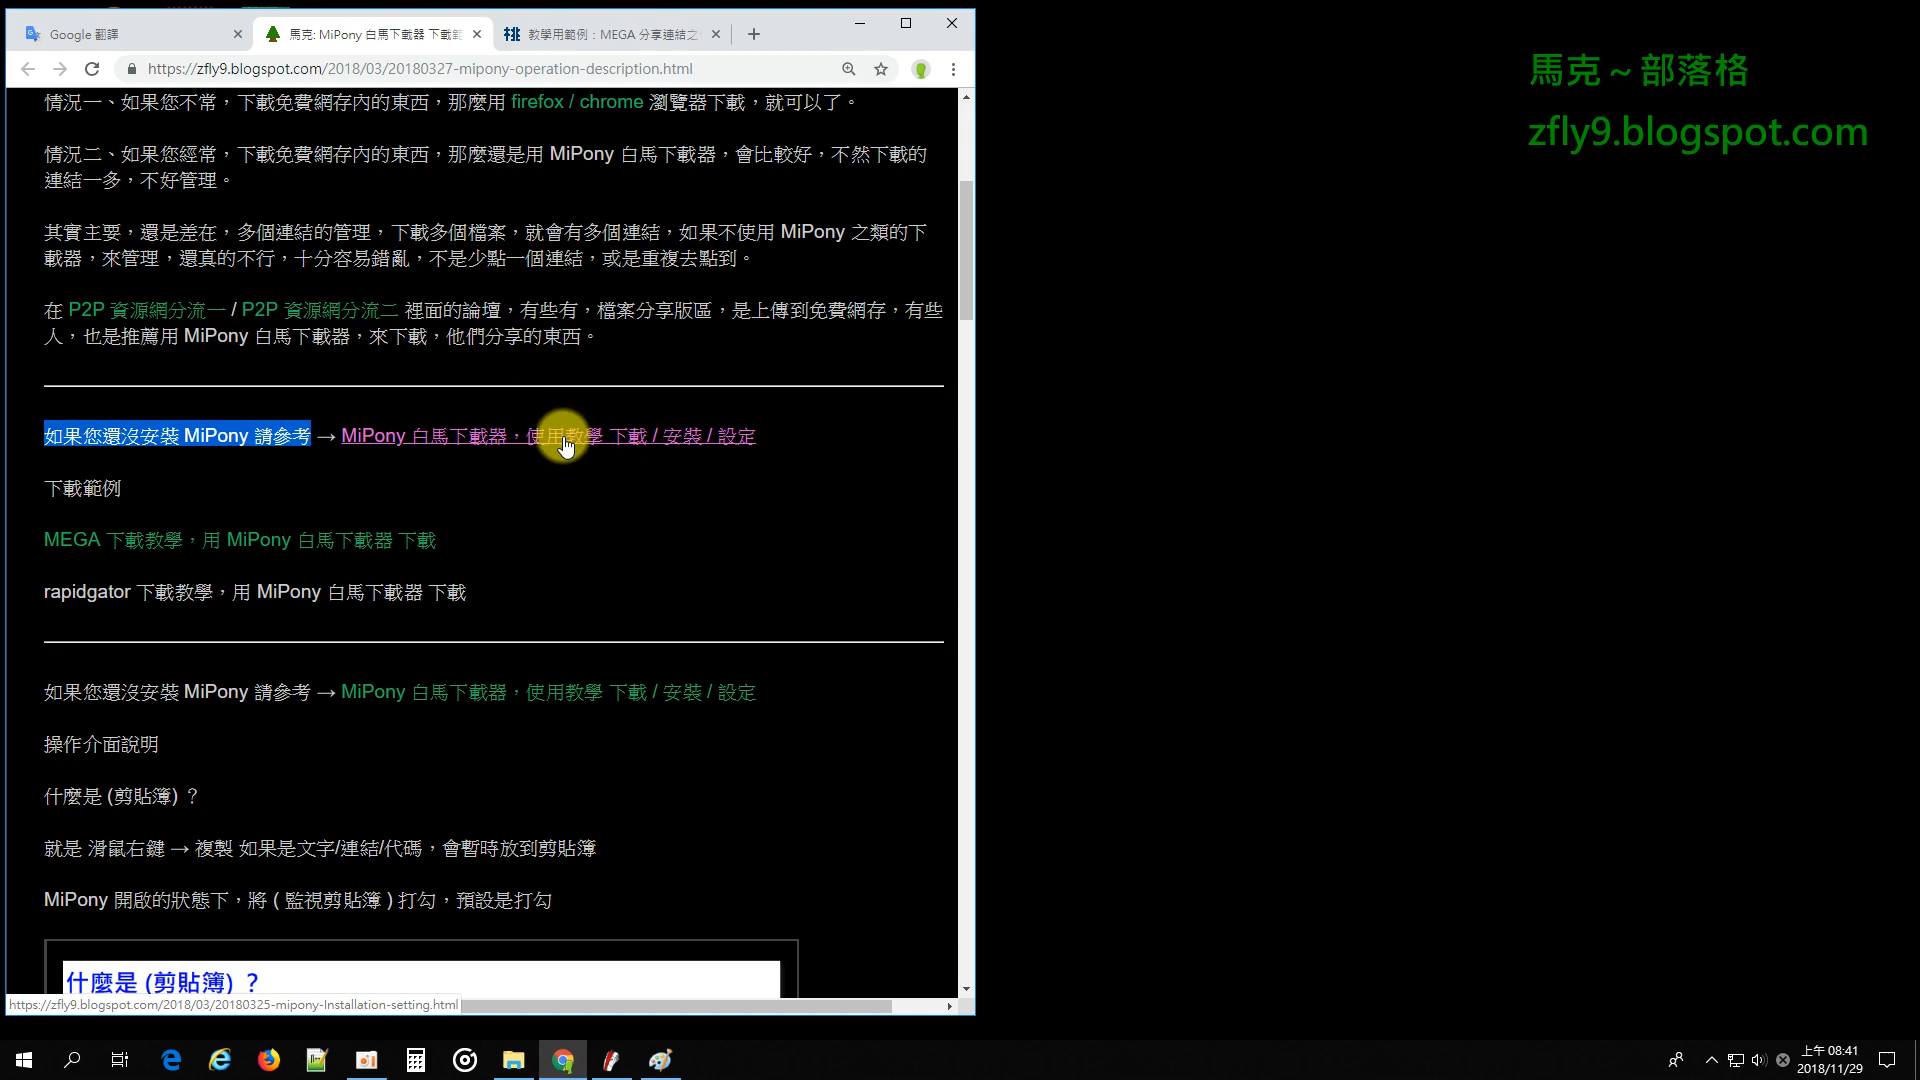 Google 翻譯
馬克: MiPony 白馬下載器 下載範
教學用範例：MEGA 分享連結之
https://zfly9.blogspot.com/2018/03/20180327-mipony-operation-description.html
馬克～部落格
zfly9.blogspot.com
情況一、如果您不常，下載免費網存內的東西，那麼用 firefox / chrome 瀏覽器下載，就可以了。
情況二、如果您經常，下載免費網存內的東西，那麼還是用 MiPony 白馬下載器，會比較好，不然下載的
連結一多，不好管理。
其實主要，還是差在，多個連結的管理，下載多個檔案，就會有多個連結，如果不使用 MiPony 之類的下
載器，來管理，還真的不行，十分容易錯亂，不是少點一個連結，或是重複去點到。
在 P2P 資源網分流一 / P2P 資源網分流二 裡面的論壇，有些有，檔案分享版區，是上傳到免費網存，有些
人，也是推薦用 MiPony 白馬下載器，來下載，他們分享的東西。
如果您還沒安裝 MiPony 請參考 → MiPony 白馬下載器，使用教學 下載 / 安裝 / 設定
下載範例
MEGA 下載教學，用 MiPony 白馬下載器 下載
rapidgator 下載教學，用 MiPony 白馬下載器 下載
如果您還沒安裝 MiPony 請參考 → MiPony 白馬下載器，使用教學 下載 / 安裝 / 設定
操作介面說明
什麼是 (剪貼簿) ？
就是 滑鼠右鍵 → 複製 如果是文字/連結/代碼，會暫時放到剪貼簿
MiPony 開啟的狀態下，將 ( 監視剪貼簿 ) 打勾，預設是打勾
什麼是 (剪貼簿) ？
https://zfly9.blogspot.com/2018/03/20180325-mipony-Installation-setting.html
上午 08:41
2018/11/29